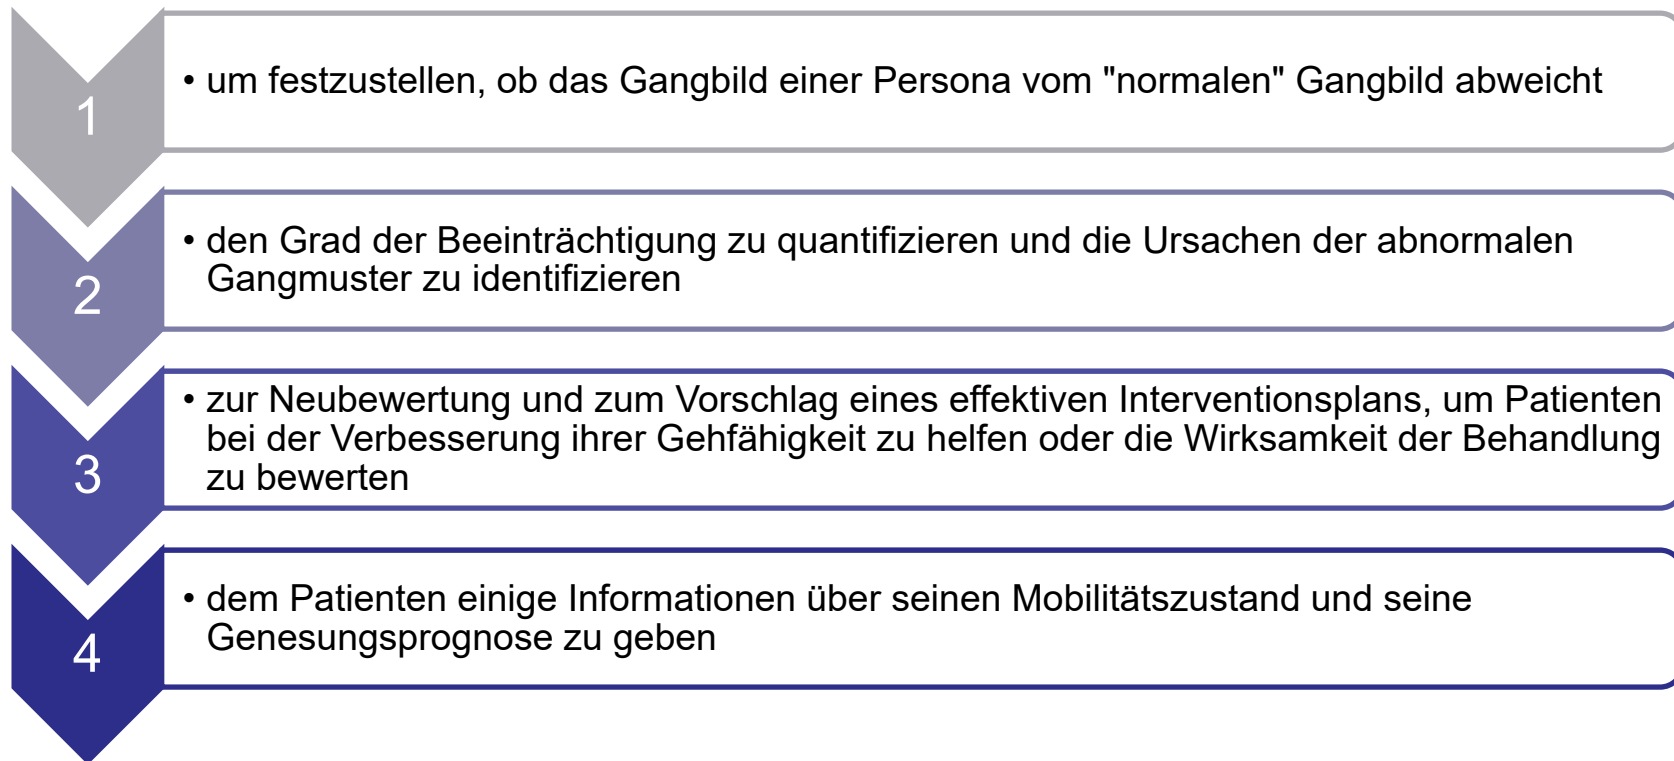 1
• um festzustellen, ob das Gangbild einer Persona vom "normalen" Gangbild abweicht
2
• den Grad der Beeinträchtigung zu quantifizieren und die Ursachen der abnormalen
Gangmuster zu identifizieren
3
• zur Neubewertung und zum Vorschlag eines effektiven Interventionsplans, um Patienten
bei der Verbesserung ihrer Gehfähigkeit zu helfen oder die Wirksamkeit der Behandlung
zu bewerten
4
• dem Patienten einige Informationen über seinen Mobilitätszustand und seine
Genesungsprognose zu geben